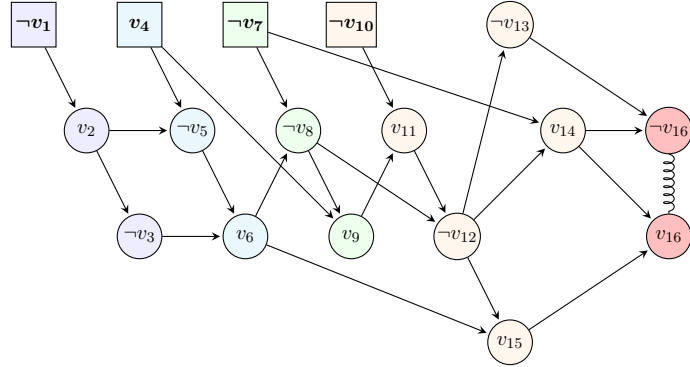 ¬v₁ v₄ ¬v₇ ¬v₁₀ ¬v₁₃
v₂ ¬v₅ ¬v₈ v₁₁ v₁₄ ¬v₁₆
¬v₃ v₆ v₉ ¬v₁₂ v₁₆
v₁₅